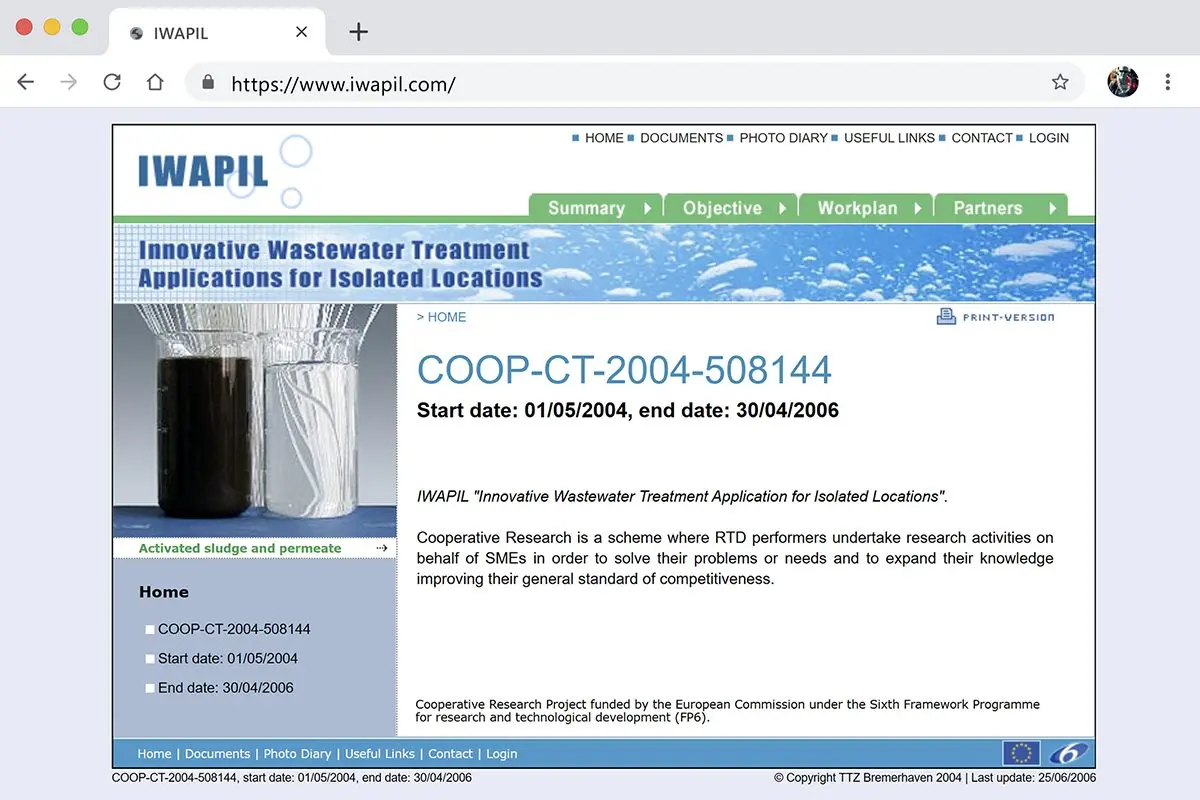 IWAPIL
https://www.iwapil.com/
HOME DOCUMENTS PHOTO DIARY USEFUL LINKS CONTACT LOGIN
IWAPIL
Summary Objective Workplan Partners
Innovative Wastewater Treatment
Applications for Isolated Locations
> HOME
PRINT-VERSION
COOP-CT-2004-508144
Start date: 01/05/2004, end date: 30/04/2006
IWAPIL "Innovative Wastewater Treatment Application for Isolated Locations".
Cooperative Research is a scheme where RTD performers undertake research activities on
behalf of SMEs in order to solve their problems or needs and to expand their knowledge
improving their general standard of competitiveness.
Activated sludge and permeate
Home
COOP-CT-2004-508144
Start date: 01/05/2004
End date: 30/04/2006
Cooperative Research Project funded by the European Commission under the Sixth Framework Programme
for research and technological development (FP6).
Home | Documents | Photo Diary | Useful Links | Contact | Login
6
COOP-CT-2004-508144, start date: 01/05/2004, end date: 30/04/2006
© Copyright TTZ Bremerhaven 2004 | Last update: 25/06/2006